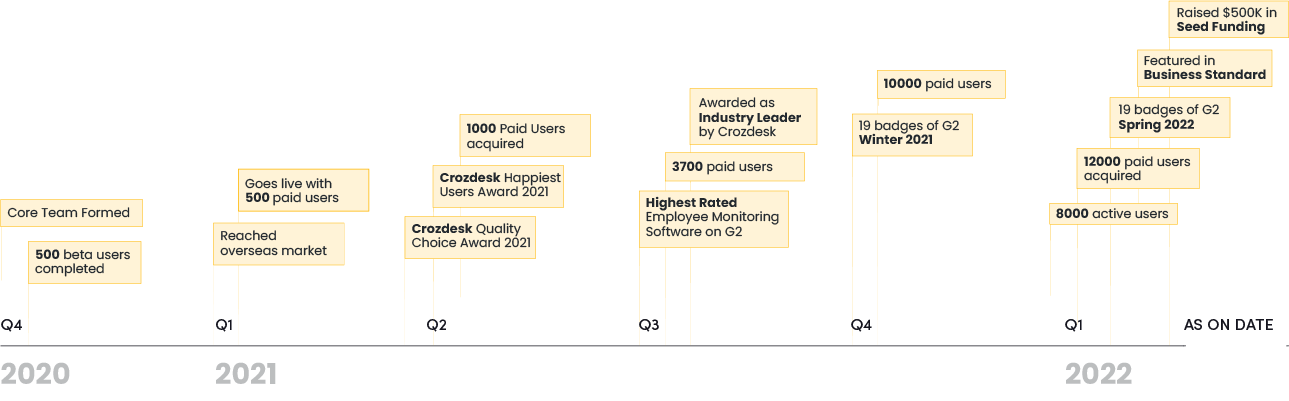 Core Team Formed
500 beta users
completed
Goes live with
500 paid users
Reached
overseas market
1000 Paid Users
acquired
Crozdesk Happiest
Users Award 2021
Crozdesk Quality
Choice Award 2021
Awarded as
Industry Leader
by Crozdesk
3700 paid users
Highest Rated
Employee Monitoring
Software on G2
10000 paid users
19 badges of G2
Winter 2021
Raised $500K in
Seed Funding
Featured in
Business Standard
19 badges of G2
Spring 2022
12000 paid users
acquired
8000 active users
Q4
Q1
Q2
Q3
Q4
Q1
AS ON DATE
2020
2021
2022